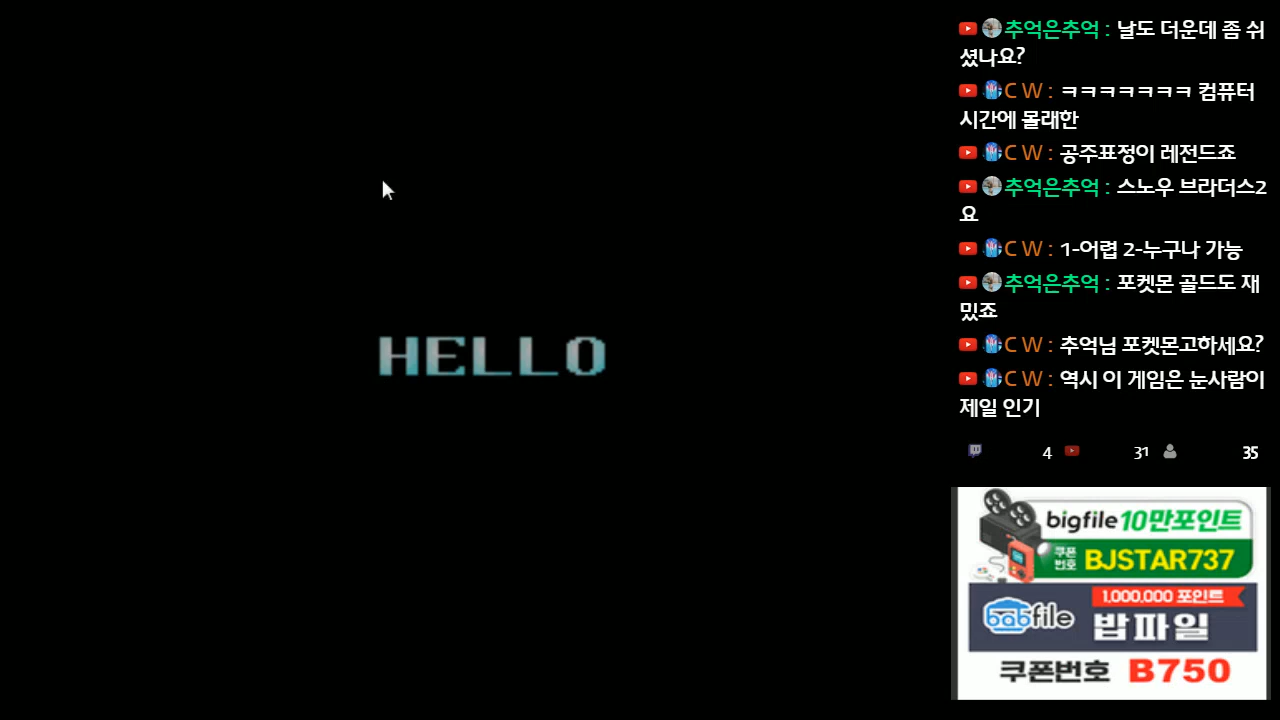 HELLO
추억은추억 : 날도 더운데 좀 쉬
셨나요?
C W : ㅋㅋㅋㅋㅋㅋㅋ 컴퓨터
시간에 몰래한
C W : 공주표정이 레전드죠
추억은추억 : 스노우 브라더스2
요
C W : 1-어렵 2-누구나 가능
추억은추억 : 포켓몬 골드도 재
밌죠
C W : 추억님 포켓몬고하세요?
C W : 역시 이 게임은 눈사람이
제일 인기
4 31 35
bigfile 10만포인트
쿠폰
번호 BJSTAR737
1,000,000 포인트
babfile 밥파일
쿠폰번호 B750